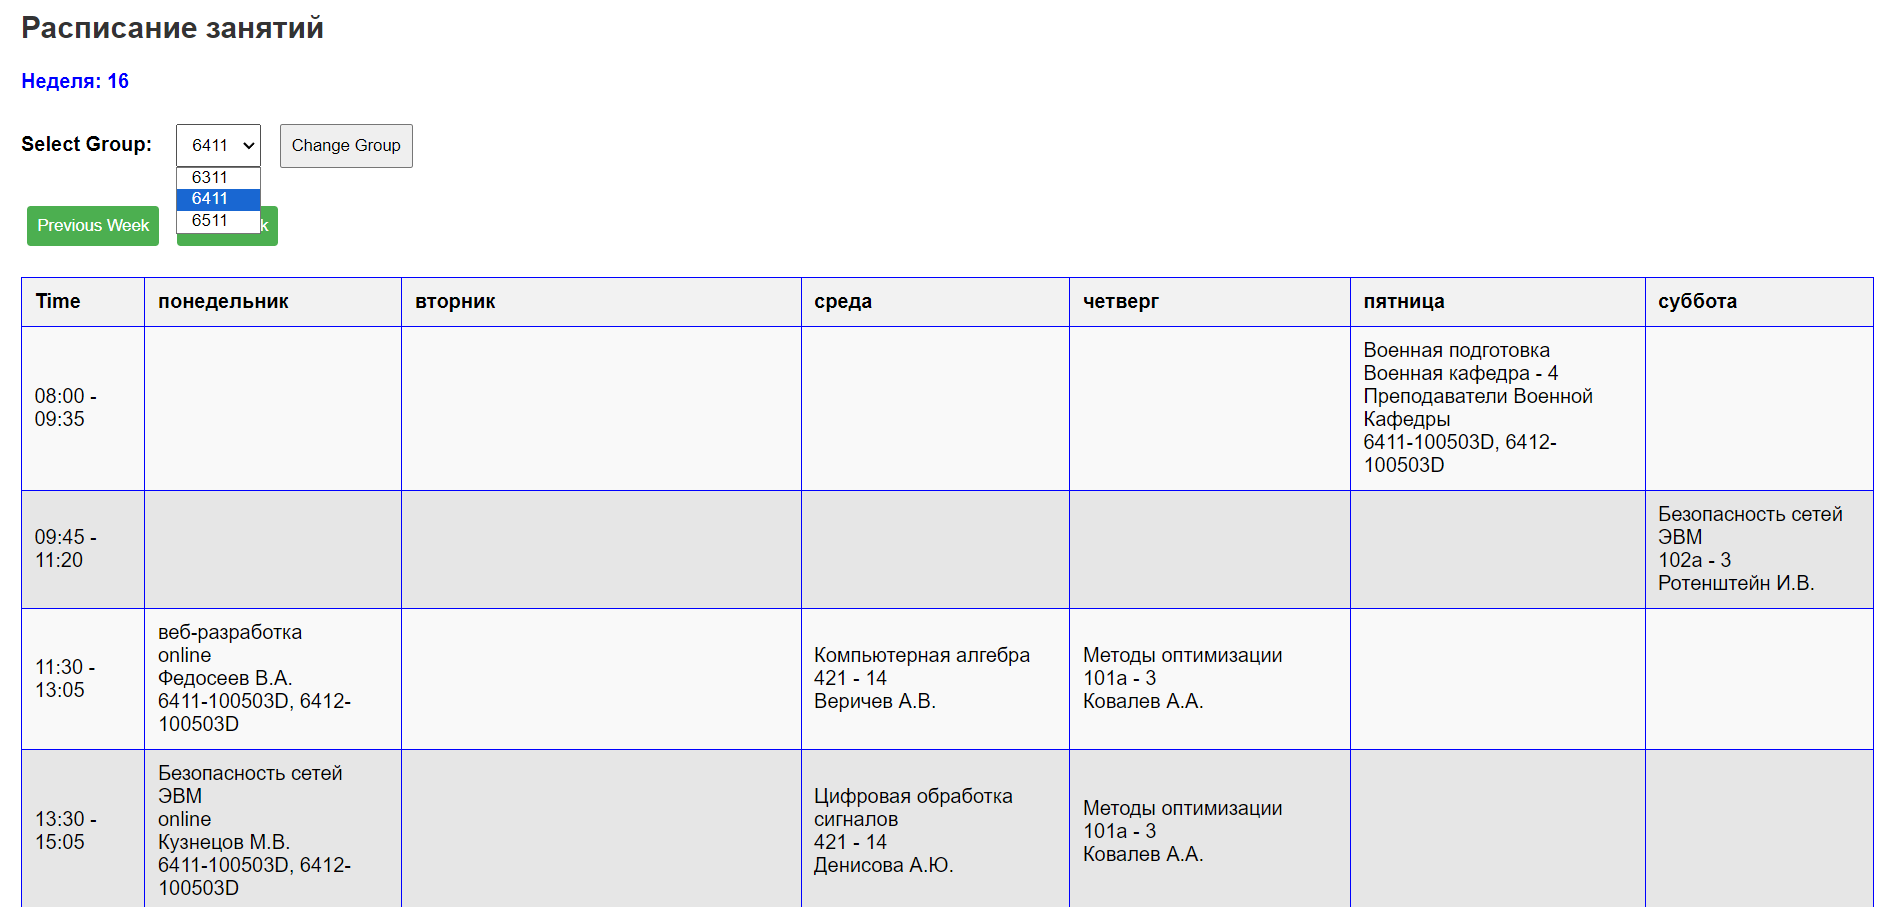 Расписание занятий
Неделя: 16
Select Group:
6411
Change Group
6311
6411
6511
Previous Week
k
Time
понедельник
вторник
среда
четверг
пятница
суббота
08:00 -
09:35
Военная подготовка
Военная кафедра - 4
Преподаватели Военной
Кафедры
6411-100503D, 6412-
100503D
09:45 -
11:20
Безопасность сетей
ЭВМ
102а - 3
Ротенштейн И.В.
11:30 -
13:05
веб-разработка
online
Федосеев В.А.
6411-100503D, 6412-
100503D
Компьютерная алгебра
421 - 14
Веричев А.В.
Методы оптимизации
101а - 3
Ковалев А.А.
13:30 -
15:05
Безопасность сетей
ЭВМ
online
Кузнецов М.В.
6411-100503D, 6412-
100503D
Цифровая обработка
сигналов
421 - 14
Денисова А.Ю.
Методы оптимизации
101а - 3
Ковалев А.А.